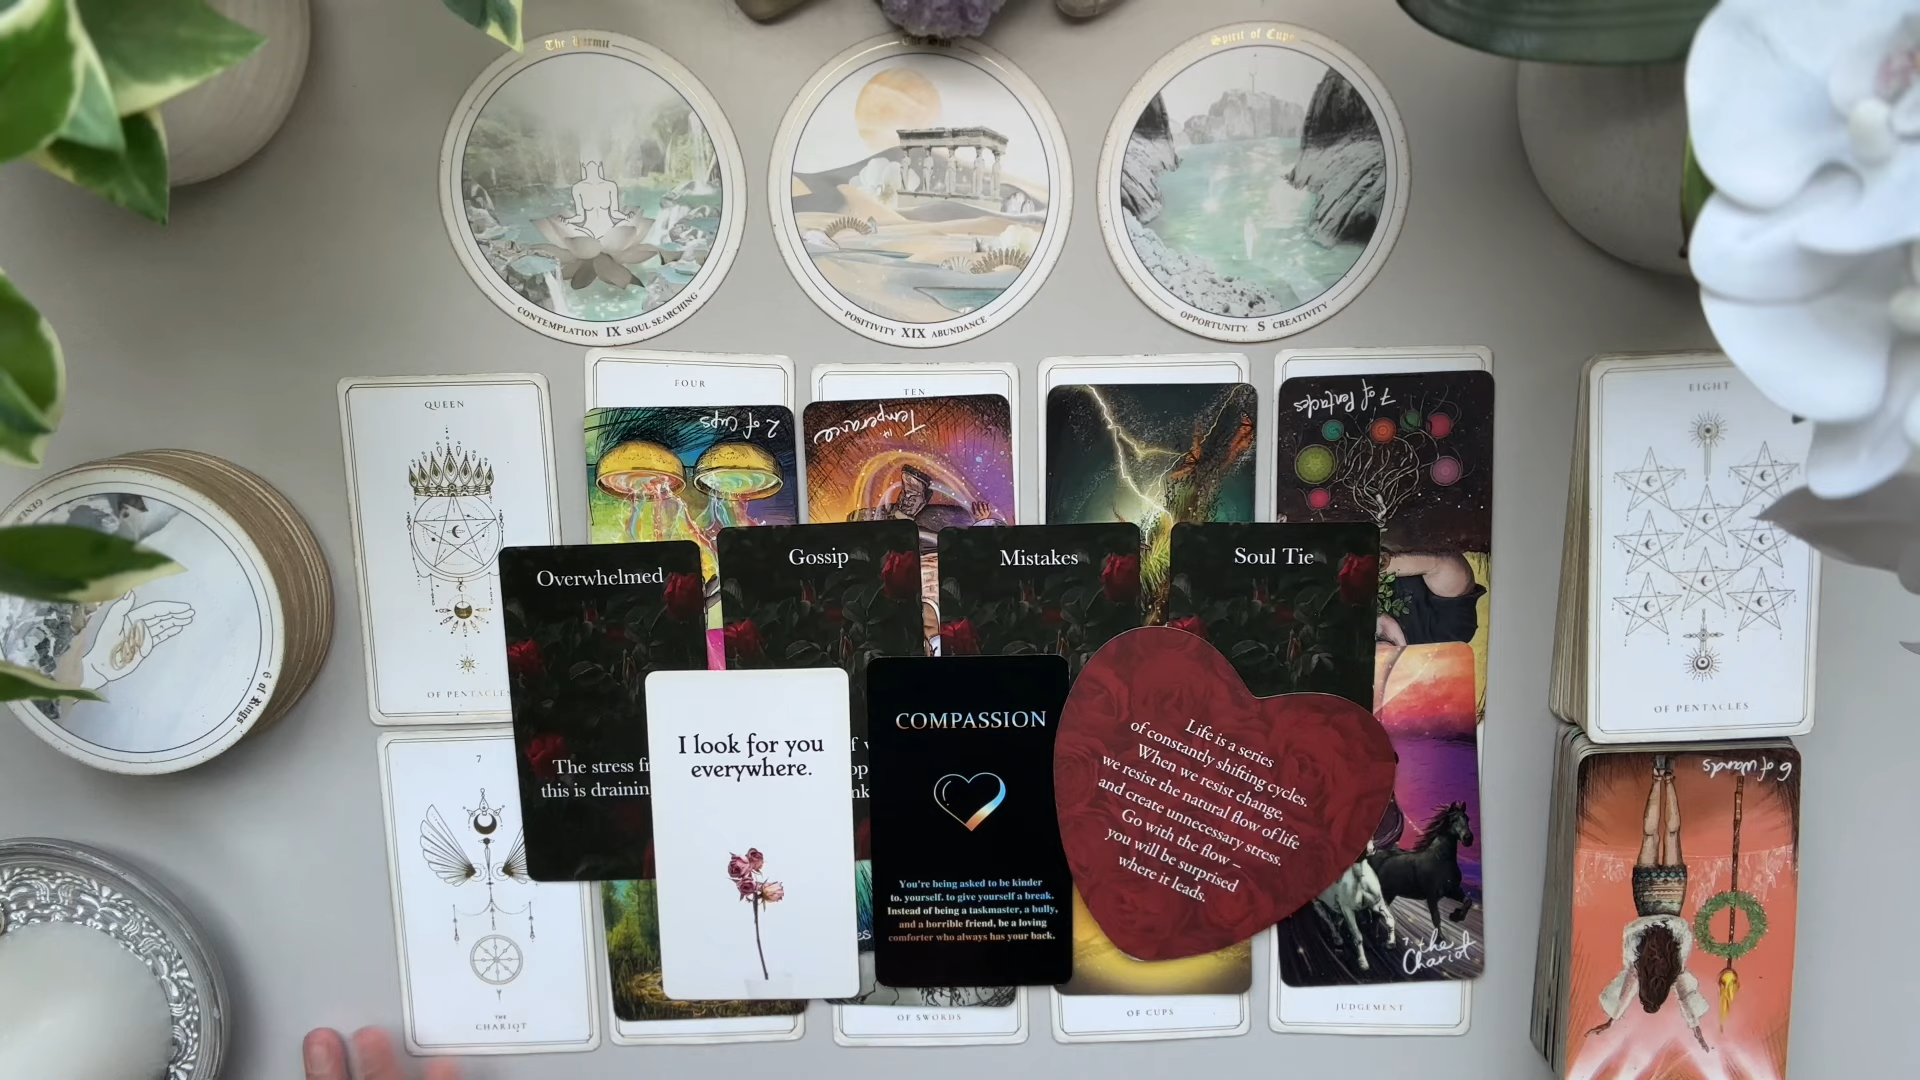 The Hermit
The Sun
Spirit of Cups
CONTEMPLATION IX SOUL SEARCHING
POSITIVITY XIX ABUNDANCE
OPPORTUNITY S CREATIVITY
QUEEN
OF PENTACLES
FOUR
2 of Cups
TEN
14.
Temperance
7 of Pentacles
EIGHT
OF PENTACLES
6 of Rings
Overwhelmed
The stress
this is draining
Gossip
Mistakes
Soul Tie
I look for you
everywhere.
COMPASSION
You're being asked to be kinder
to yourself. to give yourself a break.
Instead of being a taskmaster, a bully,
and a horrible friend, be a loving
comforter who always has your back.
Life is a series
of constantly shifting cycles.
When we resist change,
we resist the natural flow of life
and create unnecessary stress.
Go with the flow –
you will be surprised
where it leads.
7
THE
CHARIOT
OF SWORDS
OF CUPS
7. the
Chariot
JUDGEMENT
6 of Wands